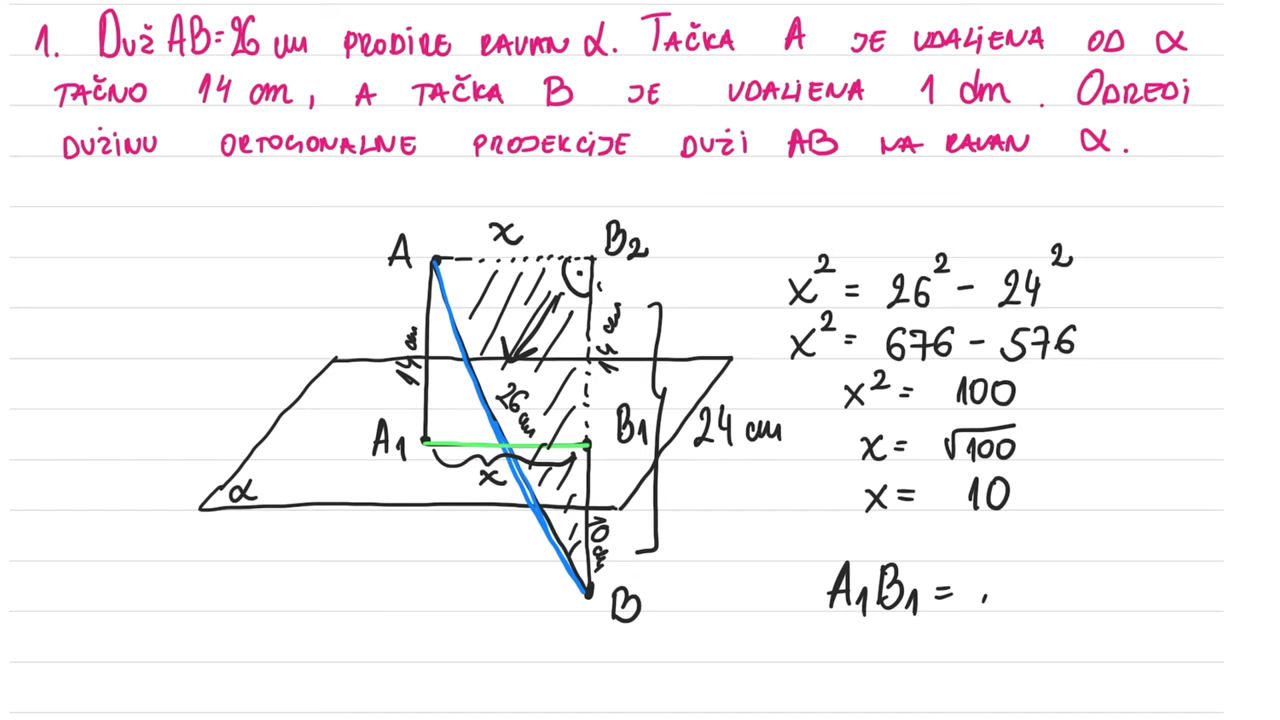 1. DUŽ AB=26 cm PRODIRE RAVAN α. TAČKA A JE UDALJENA OD α
TAČNO 14 cm, A TAČKA B JE UDALJENA 1 dm. ODREDI
DUŽINU ORTOGONALNE PROJEKCIJE DUŽI AB NA RAVAN α.
A
x
B₂
14 cm
14 cm
26 cm
A₁
B₁
24 cm
x
α
10 cm
B
x² = 26² - 24²
x² = 676 - 576
x² = 100
x = √100
x = 10
A₁B₁ = .